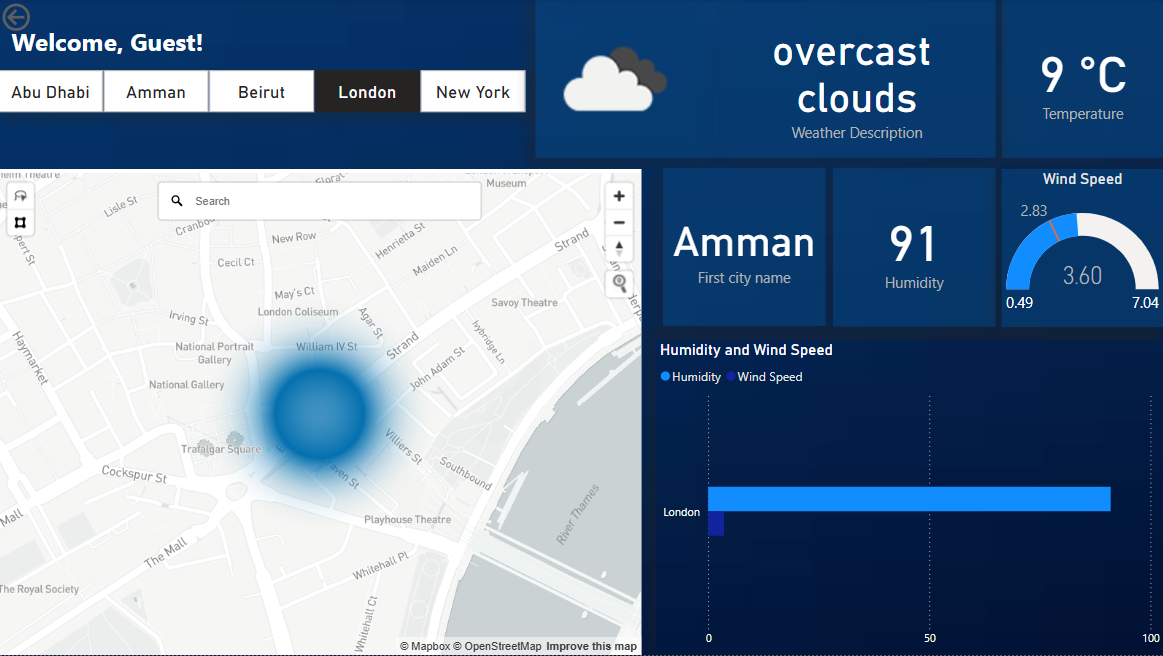 Welcome, Guest!
Abu Dhabi
Amman
Beirut
London
New York
overcast
clouds
Weather Description
9 °C
Temperature
Search
Museum
Lisle St
New Row
Henrietta St
Strand
Cecil Ct
Maiden Ln
May's Ct
London Coliseum
Savoy Theatre
Irving St
Agar St
Ivybridge Ln
Haymarket
National Portrait
Gallery
William IV St
Strand
John Adam St
National Gallery
Trafalgar Square
Villiers St
Southbound
Cockspur St
Playhouse Theatre
River Thames
Mall
The Mall
Whitehall Pl
The Royal Society
Whitehall Ct
© Mapbox © OpenStreetMap Improve this map
Amman
First city name
91
Humidity
Wind Speed
2.83
3.60
0.49
7.04
Humidity and Wind Speed
Humidity
Wind Speed
London
0
50
100